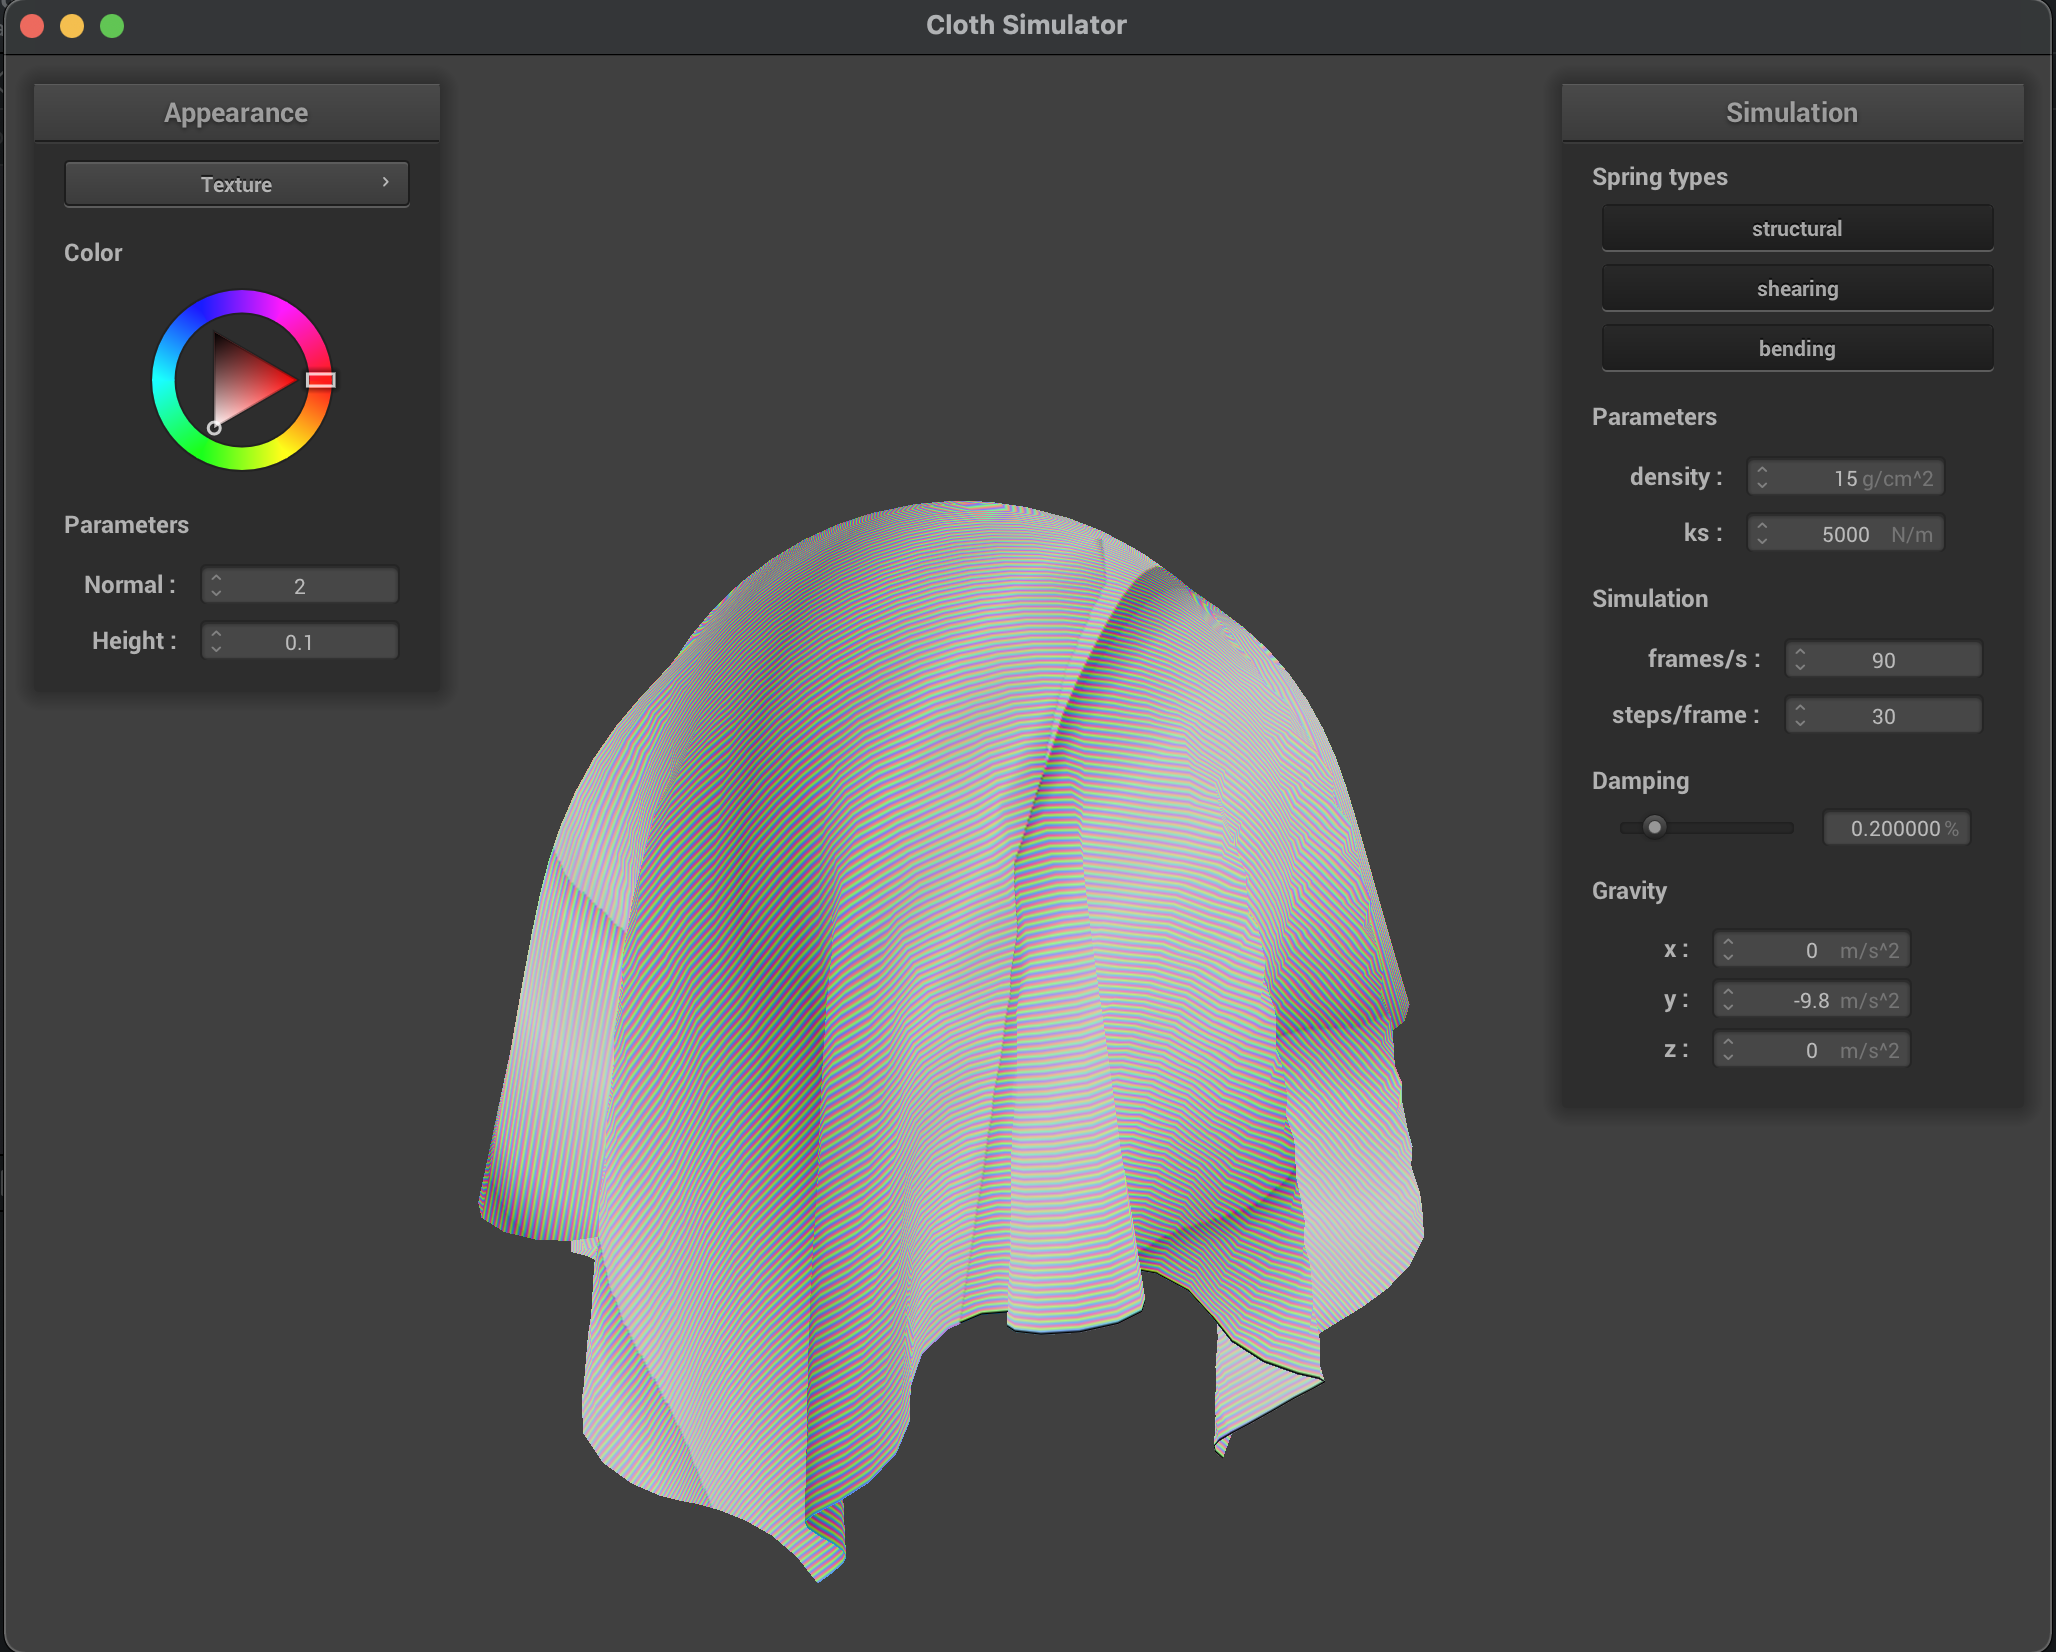 Cloth Simulator
Appearance
Texture
Color
Parameters
Normal : 2
Height : 0.1
Simulation
Spring types
structural
shearing
bending
Parameters
density : 15 g/cm^2
ks : 5000 N/m
Simulation
frames/s : 90
steps/frame : 30
Damping
0.200000 %
Gravity
x : 0 m/s^2
y : -9.8 m/s^2
z : 0 m/s^2